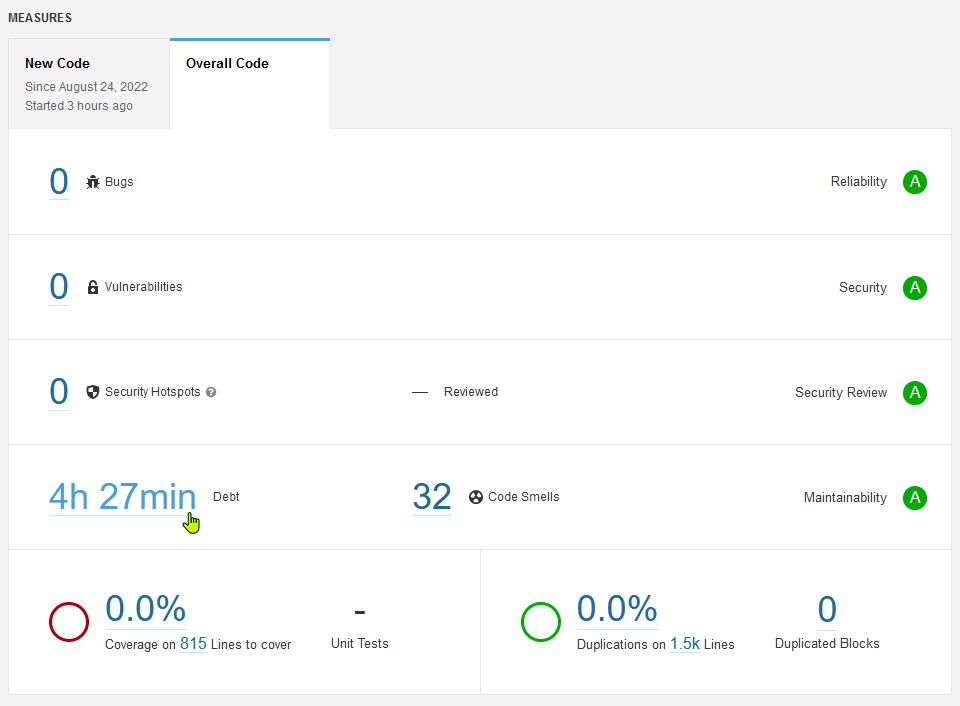 MEASURES
New Code
Since August 24, 2022
Started 3 hours ago
Overall Code
0 Bugs
Reliability A
0 Vulnerabilities
Security A
0 Security Hotspots ?
— Reviewed
Security Review A
4h 27min Debt
32 Code Smells
Maintainability A
0.0%
Coverage on 815 Lines to cover
-
Unit Tests
0.0%
Duplications on 1.5k Lines
0
Duplicated Blocks